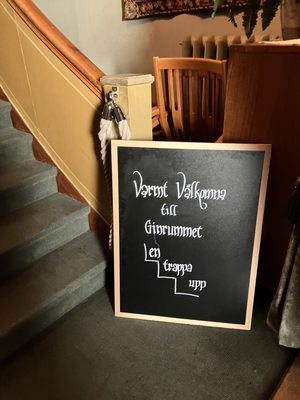 Varmt Välkomna
till
Ginrummet
en
trappa
upp